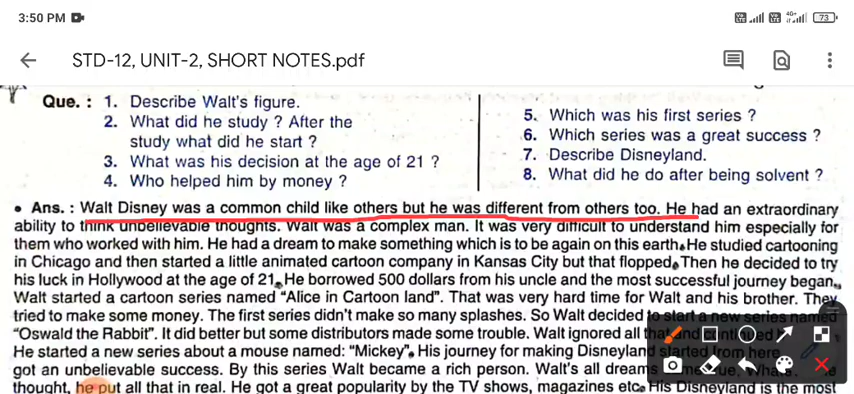 3:50 PM
4G+
73
STD-12, UNIT-2, SHORT NOTES.pdf
Que. : 1. Describe Walt's figure.
2. What did he study ? After the
study what did he start ?
3. What was his decision at the age of 21 ?
4. Who helped him by money ?
5. Which was his first series ?
6. Which series was a great success ?
7. Describe Disneyland.
8. What did he do after being solvent ?
• Ans. : Walt Disney was a common child like others but he was different from others too. He had an extraordinary
ability to think unbelievable thoughts. Walt was a complex man. It was very difficult to understand him especially for
them who worked with him. He had a dream to make something which is to be again on this earth. He studied cartooning
in Chicago and then started a little animated cartoon company in Kansas City but that flopped. Then he decided to try
his luck in Hollywood at the age of 21. He borrowed 500 dollars from his uncle and the most successful journey began.
Walt started a cartoon series named "Alice in Cartoon land". That was very hard time for Walt and his brother. They
tried to make some money. The first series didn't make so many splashes. So Walt decided to start a new series named
"Oswald the Rabbit". It did better but some distributors made some trouble. Walt ignored all that and continued
He started a new series about a mouse named: "Mickey". His journey for making Disneyland started from here
got an unbelievable success. By this series Walt became a rich person. Walt's all dreams
thought, he put all that in real. He got a great popularity by the TV shows, magazines etc. His Disneyland is the most